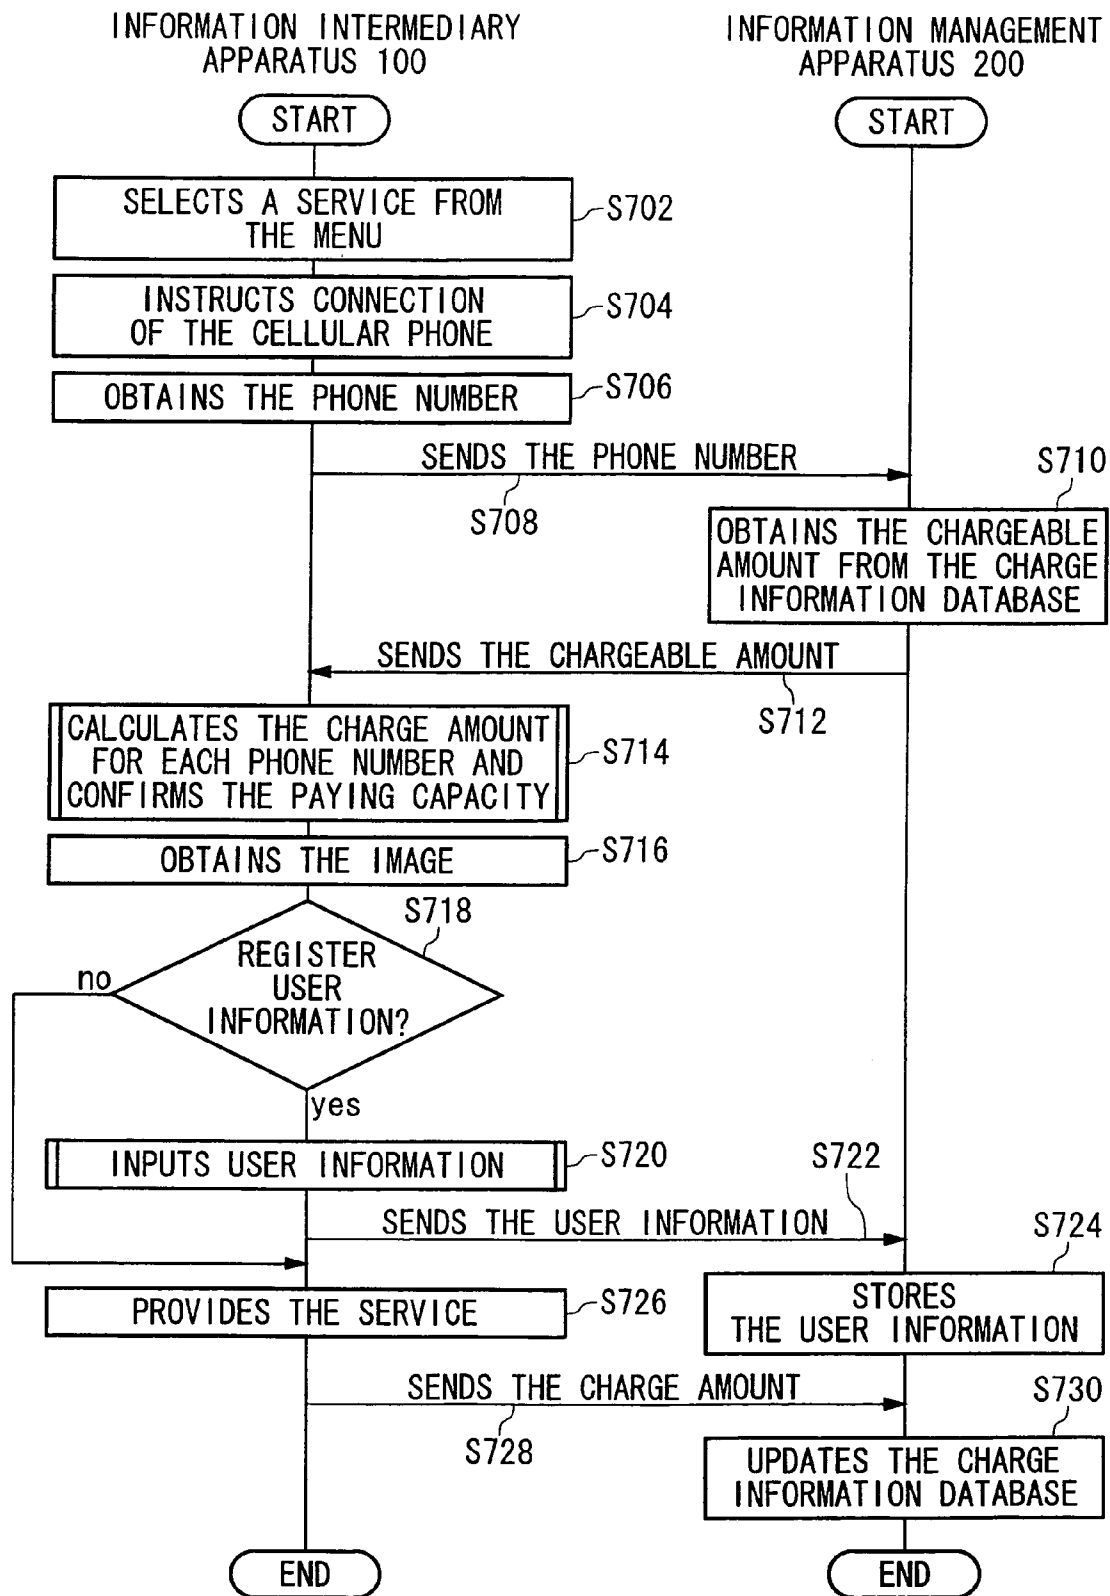 INFORMATION INTERMEDIARY
APPARATUS 100
INFORMATION MANAGEMENT
APPARATUS 200
START
START
SELECTS A SERVICE FROM
THE MENU
S702
INSTRUCTS CONNECTION
OF THE CELLULAR PHONE
S704
OBTAINS THE PHONE NUMBER
S706
SENDS THE PHONE NUMBER
S708
S710
OBTAINS THE CHARGEABLE
AMOUNT FROM THE CHARGE
INFORMATION DATABASE
SENDS THE CHARGEABLE AMOUNT
S712
CALCULATES THE CHARGE AMOUNT
FOR EACH PHONE NUMBER AND
CONFIRMS THE PAYING CAPACITY
S714
OBTAINS THE IMAGE
S716
S718
REGISTER
USER
INFORMATION?
no
yes
INPUTS USER INFORMATION
S720
S722
SENDS THE USER INFORMATION
S724
STORES
THE USER INFORMATION
PROVIDES THE SERVICE
S726
SENDS THE CHARGE AMOUNT
S728
S730
UPDATES THE CHARGE
INFORMATION DATABASE
END
END